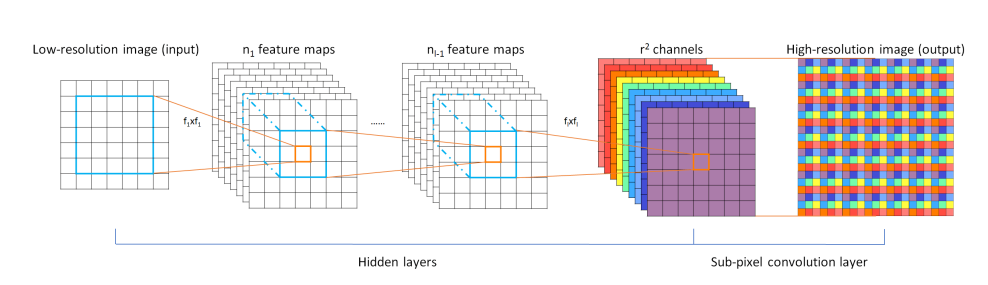 Low-resolution image (input)
n1 feature maps
nl-1 feature maps
r² channels
High-resolution image (output)
f1xf1
......
flxfl
Hidden layers
Sub-pixel convolution layer